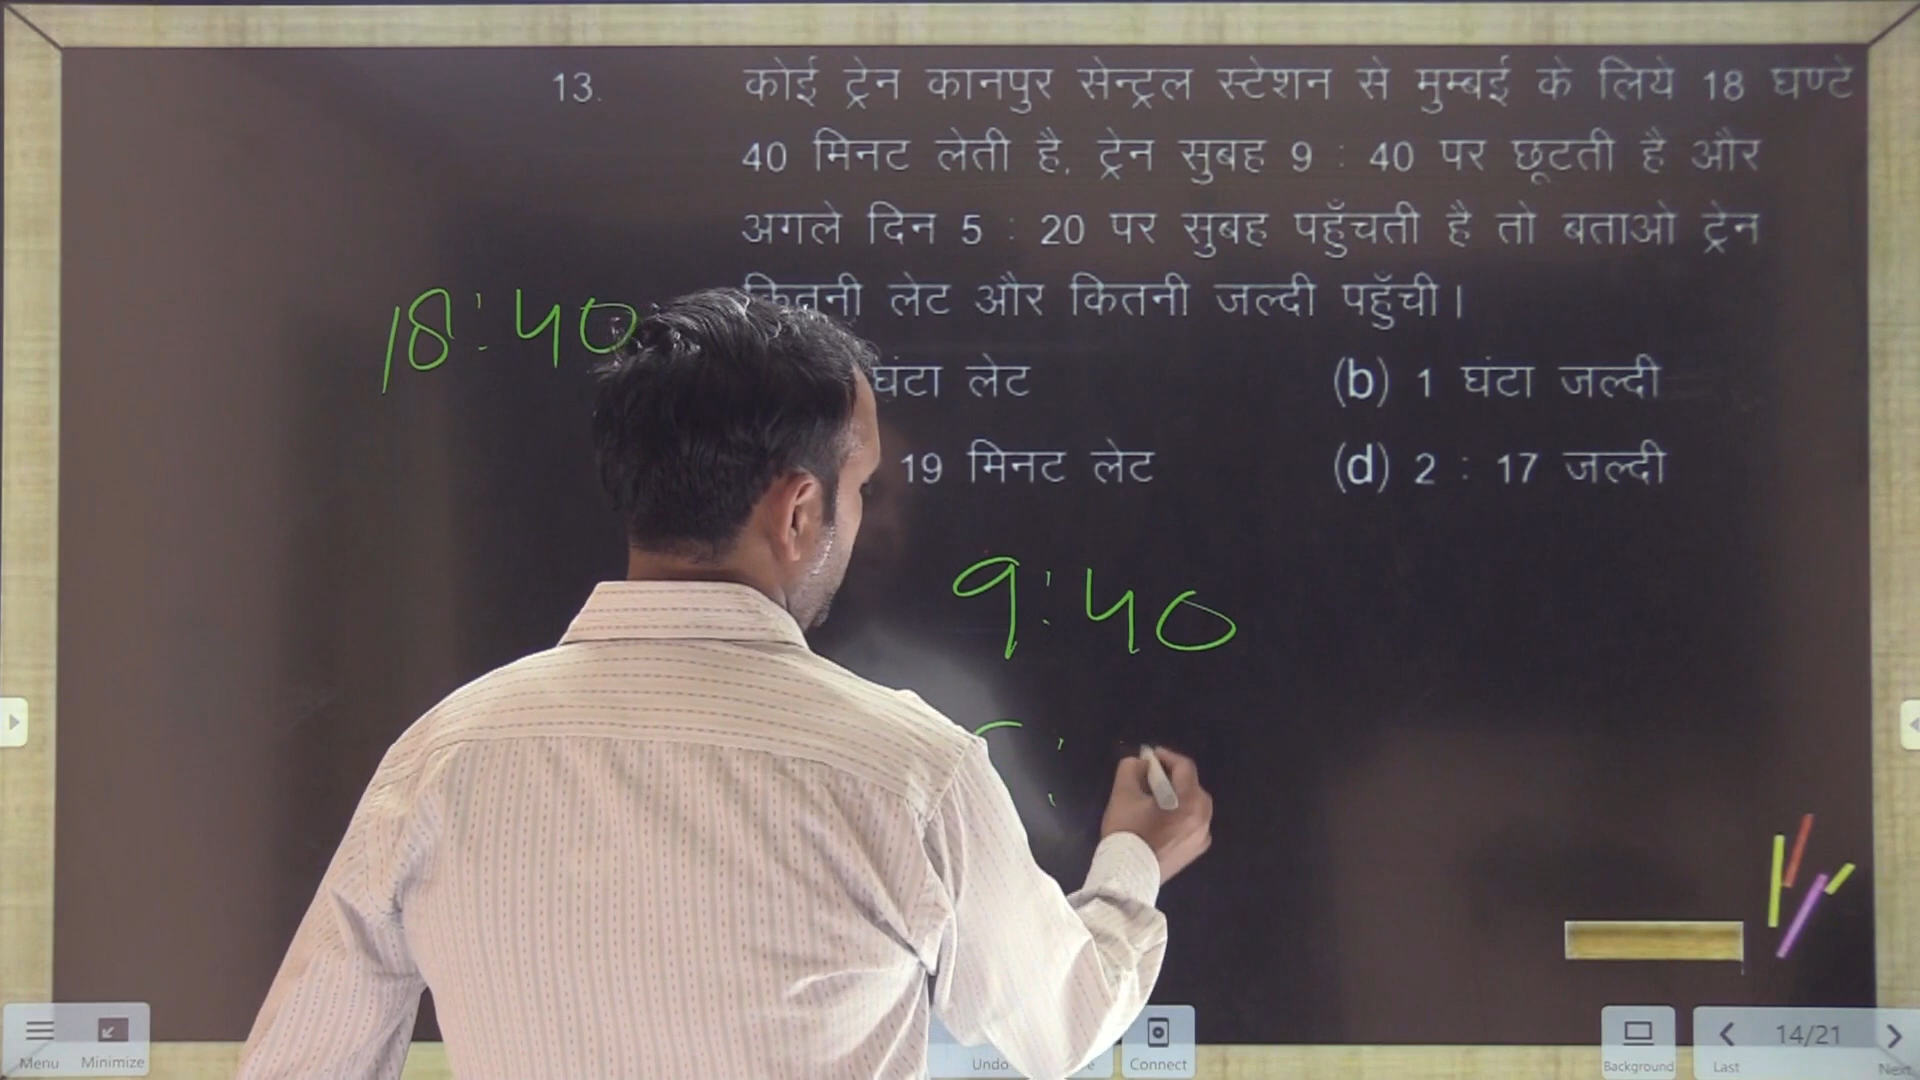 13. कोई ट्रेन कानपुर सेन्ट्रल स्टेशन से मुम्बई के लिये 18 घण्टे
40 मिनट लेती है, ट्रेन सुबह 9 : 40 पर छूटती है और
अगले दिन 5 : 20 पर सुबह पहुँचती है तो बताओ ट्रेन
कितनी लेट और कितनी जल्दी पहुँची।
18:40
घंटा लेट (b) 1 घंटा जल्दी
19 मिनट लेट (d) 2 : 17 जल्दी
9:40
Menu Minimize Undo Connect Background Last 14/21 Next